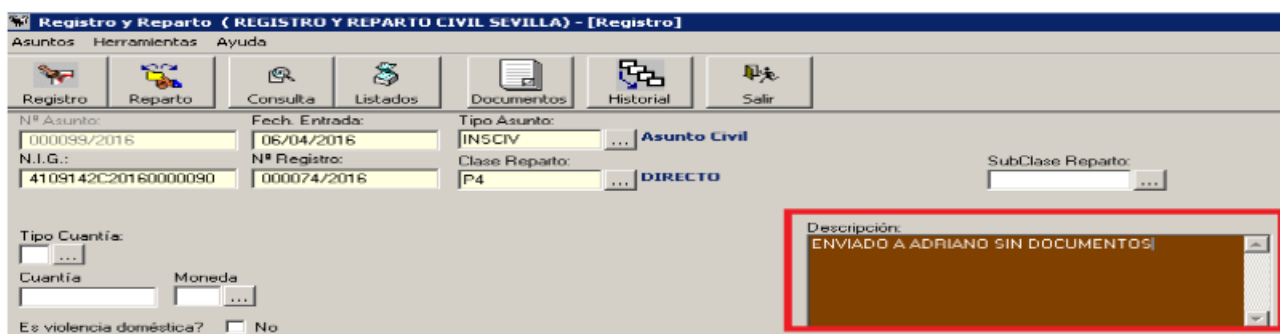 Registro y Reparto ( REGISTRO Y REPARTO CIVIL SEVILLA) - [Registro]
Asuntos Herramientas Ayuda
Registro Reparto Consulta Listados Documentos Historial Salir
Nº Asunto: Fech. Entrada: Tipo Asunto:
000099/2016 06/04/2016 INSCIV ... Asunto Civil
N.I.G.: Nº Registro: Clase Reparto: SubClase Reparto:
4109142C20160000090 000074/2016 P4 ... DIRECTO ...
Tipo Cuantía: Descripción:
... ENVIADO A ADRIANO SIN DOCUMENTOS
Cuantía Moneda
...
Es violencia doméstica? No